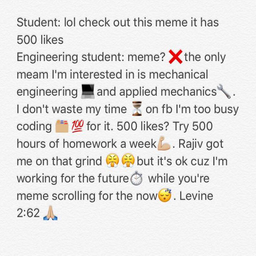 Student: lol check out this meme it has
500 likes
Engineering student: meme? ❌the only
meam I'm interested in is mechanical
engineering 💻and applied mechanics🔧.
I don't waste my time ⏳on fb I'm too busy
coding 🗂💯for it. 500 likes? Try 500
hours of homework a week💪🏼. Rajiv got
me on that grind 😤😤but it's ok cuz I'm
working for the future⏱ while you're
meme scrolling for the now😴. Levine
2:62 🙏🏼